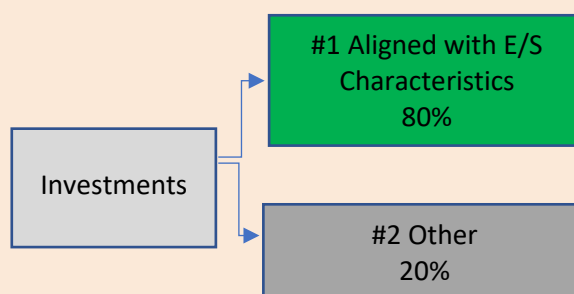 #1 Aligned with E/S
Characteristics
80%
Investments
#2 Other
20%